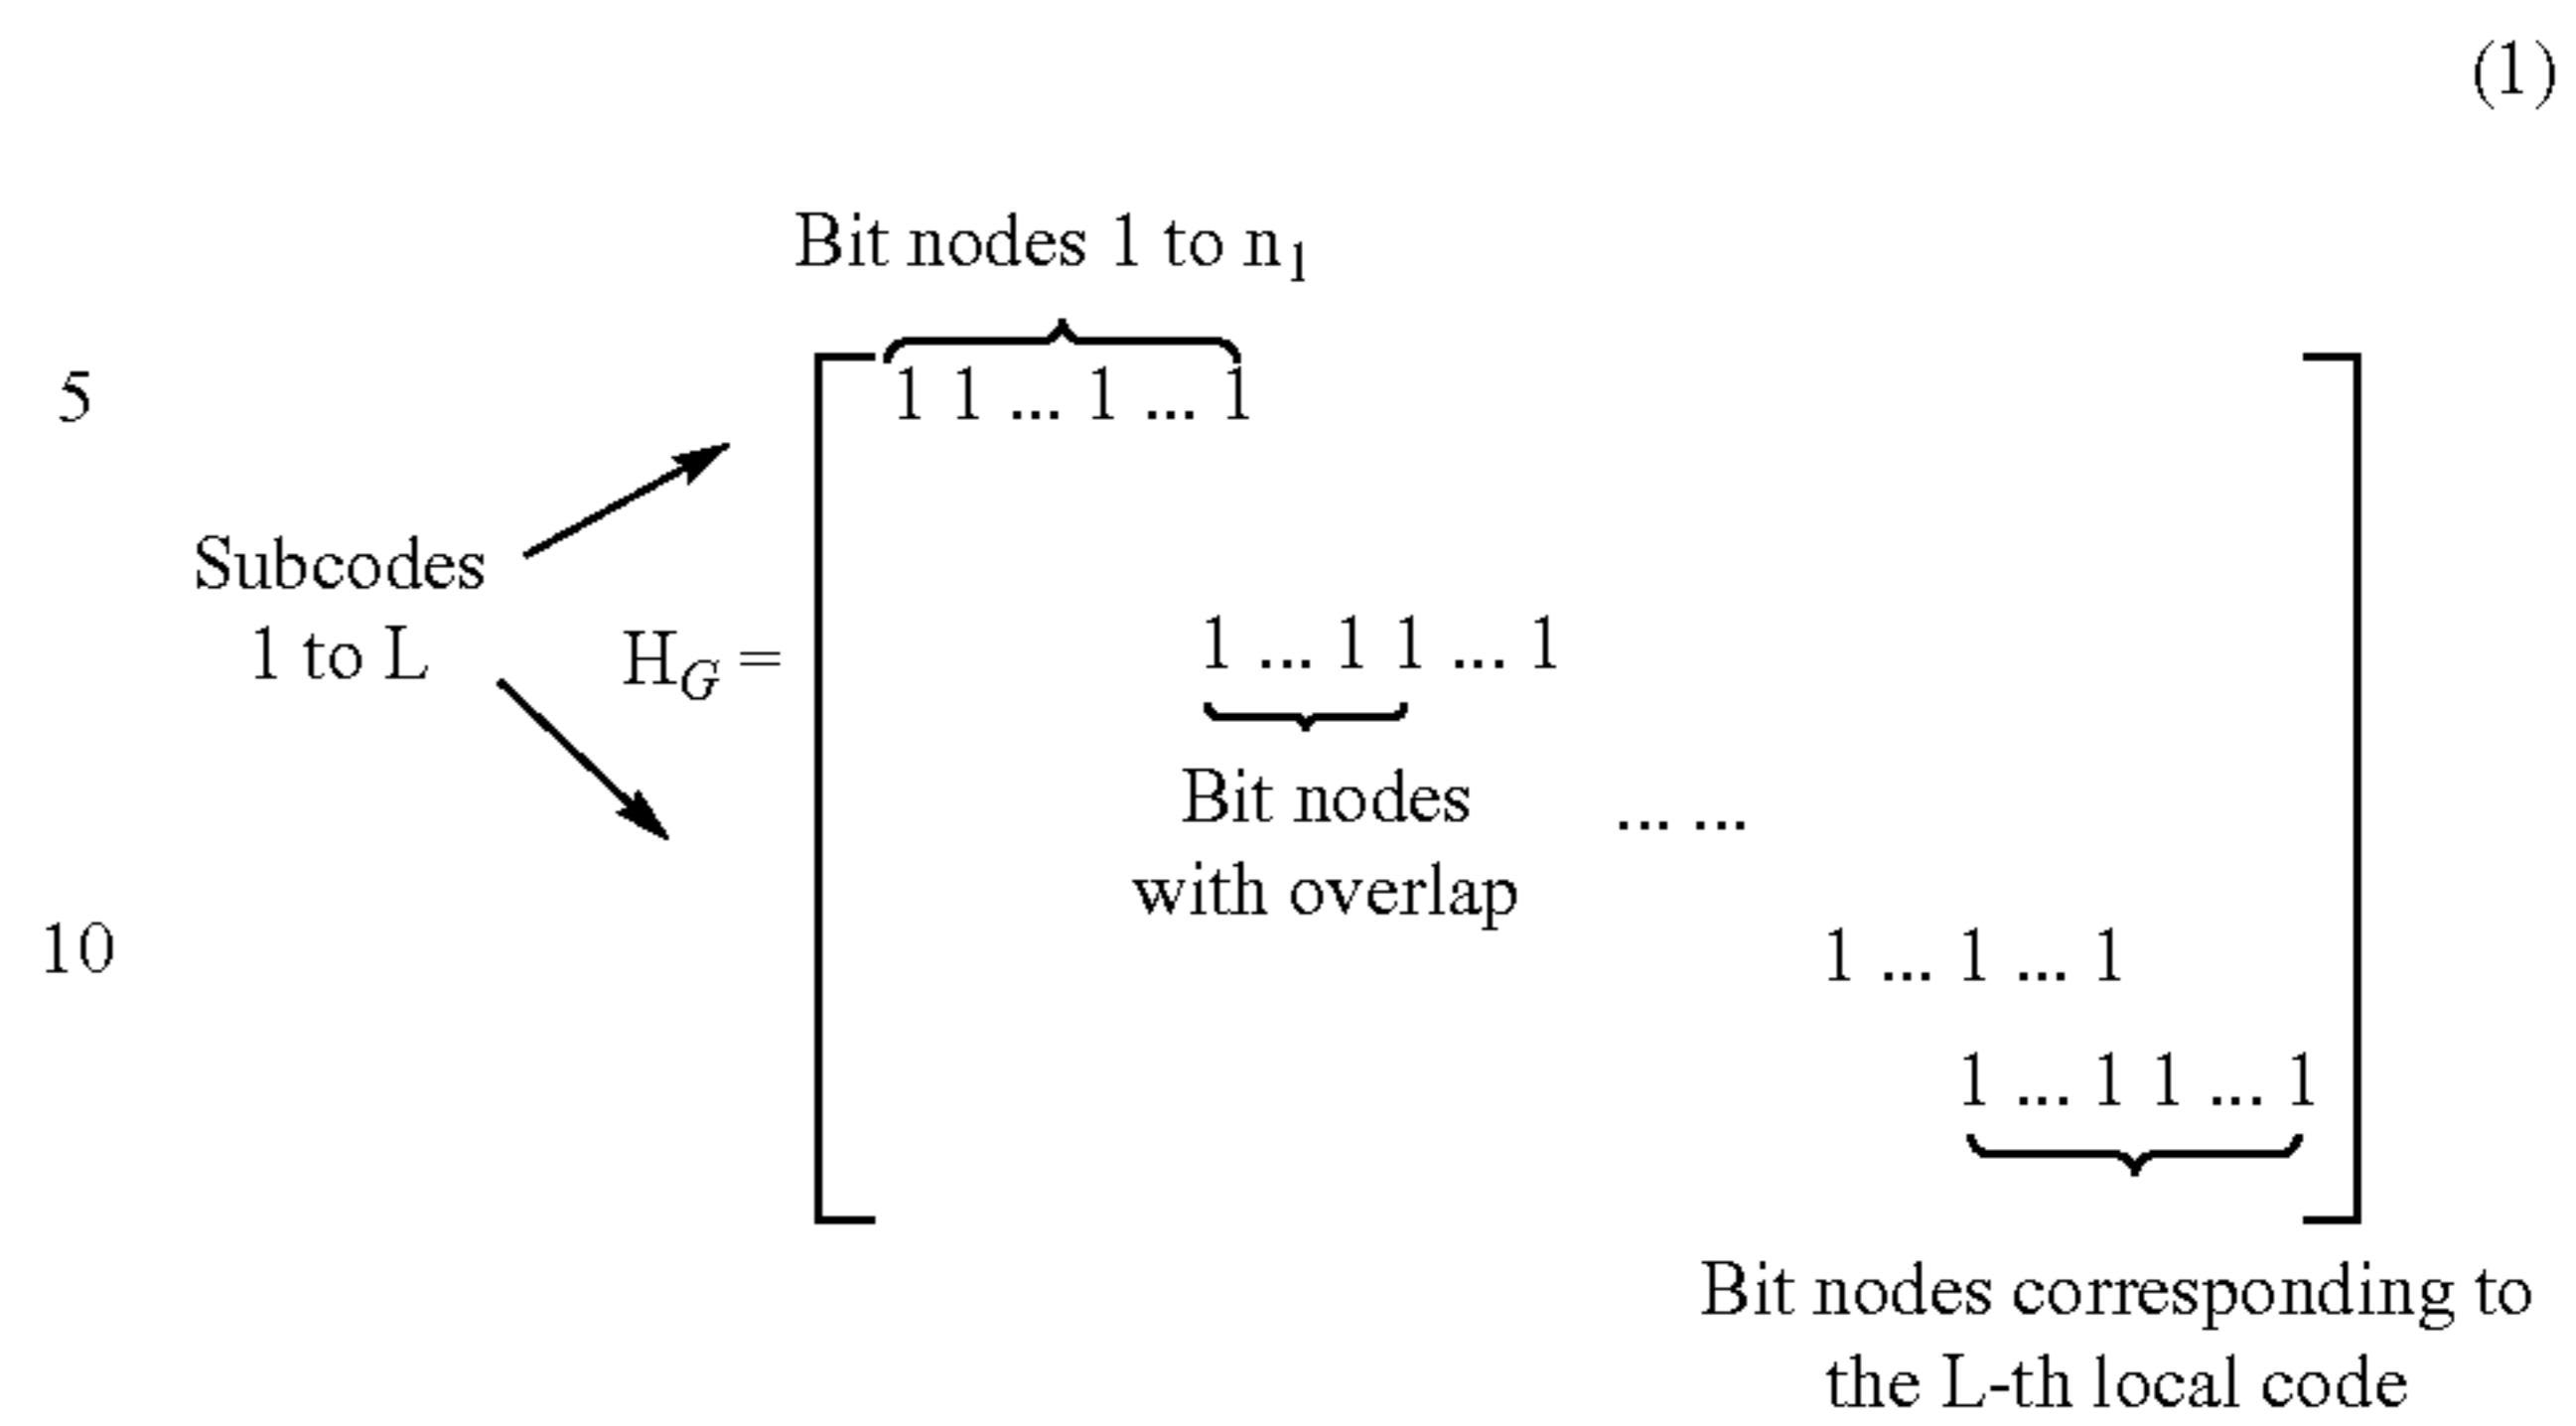 (1)
Bit nodes 1 to n1
5
1 1 ... 1 ... 1
Subcodes
1 to L
HG =
1 ... 1 1 ... 1
Bit nodes
with overlap
... ...
10
1 ... 1 ... 1
1 ... 1 1 ... 1
Bit nodes corresponding to
the L-th local code